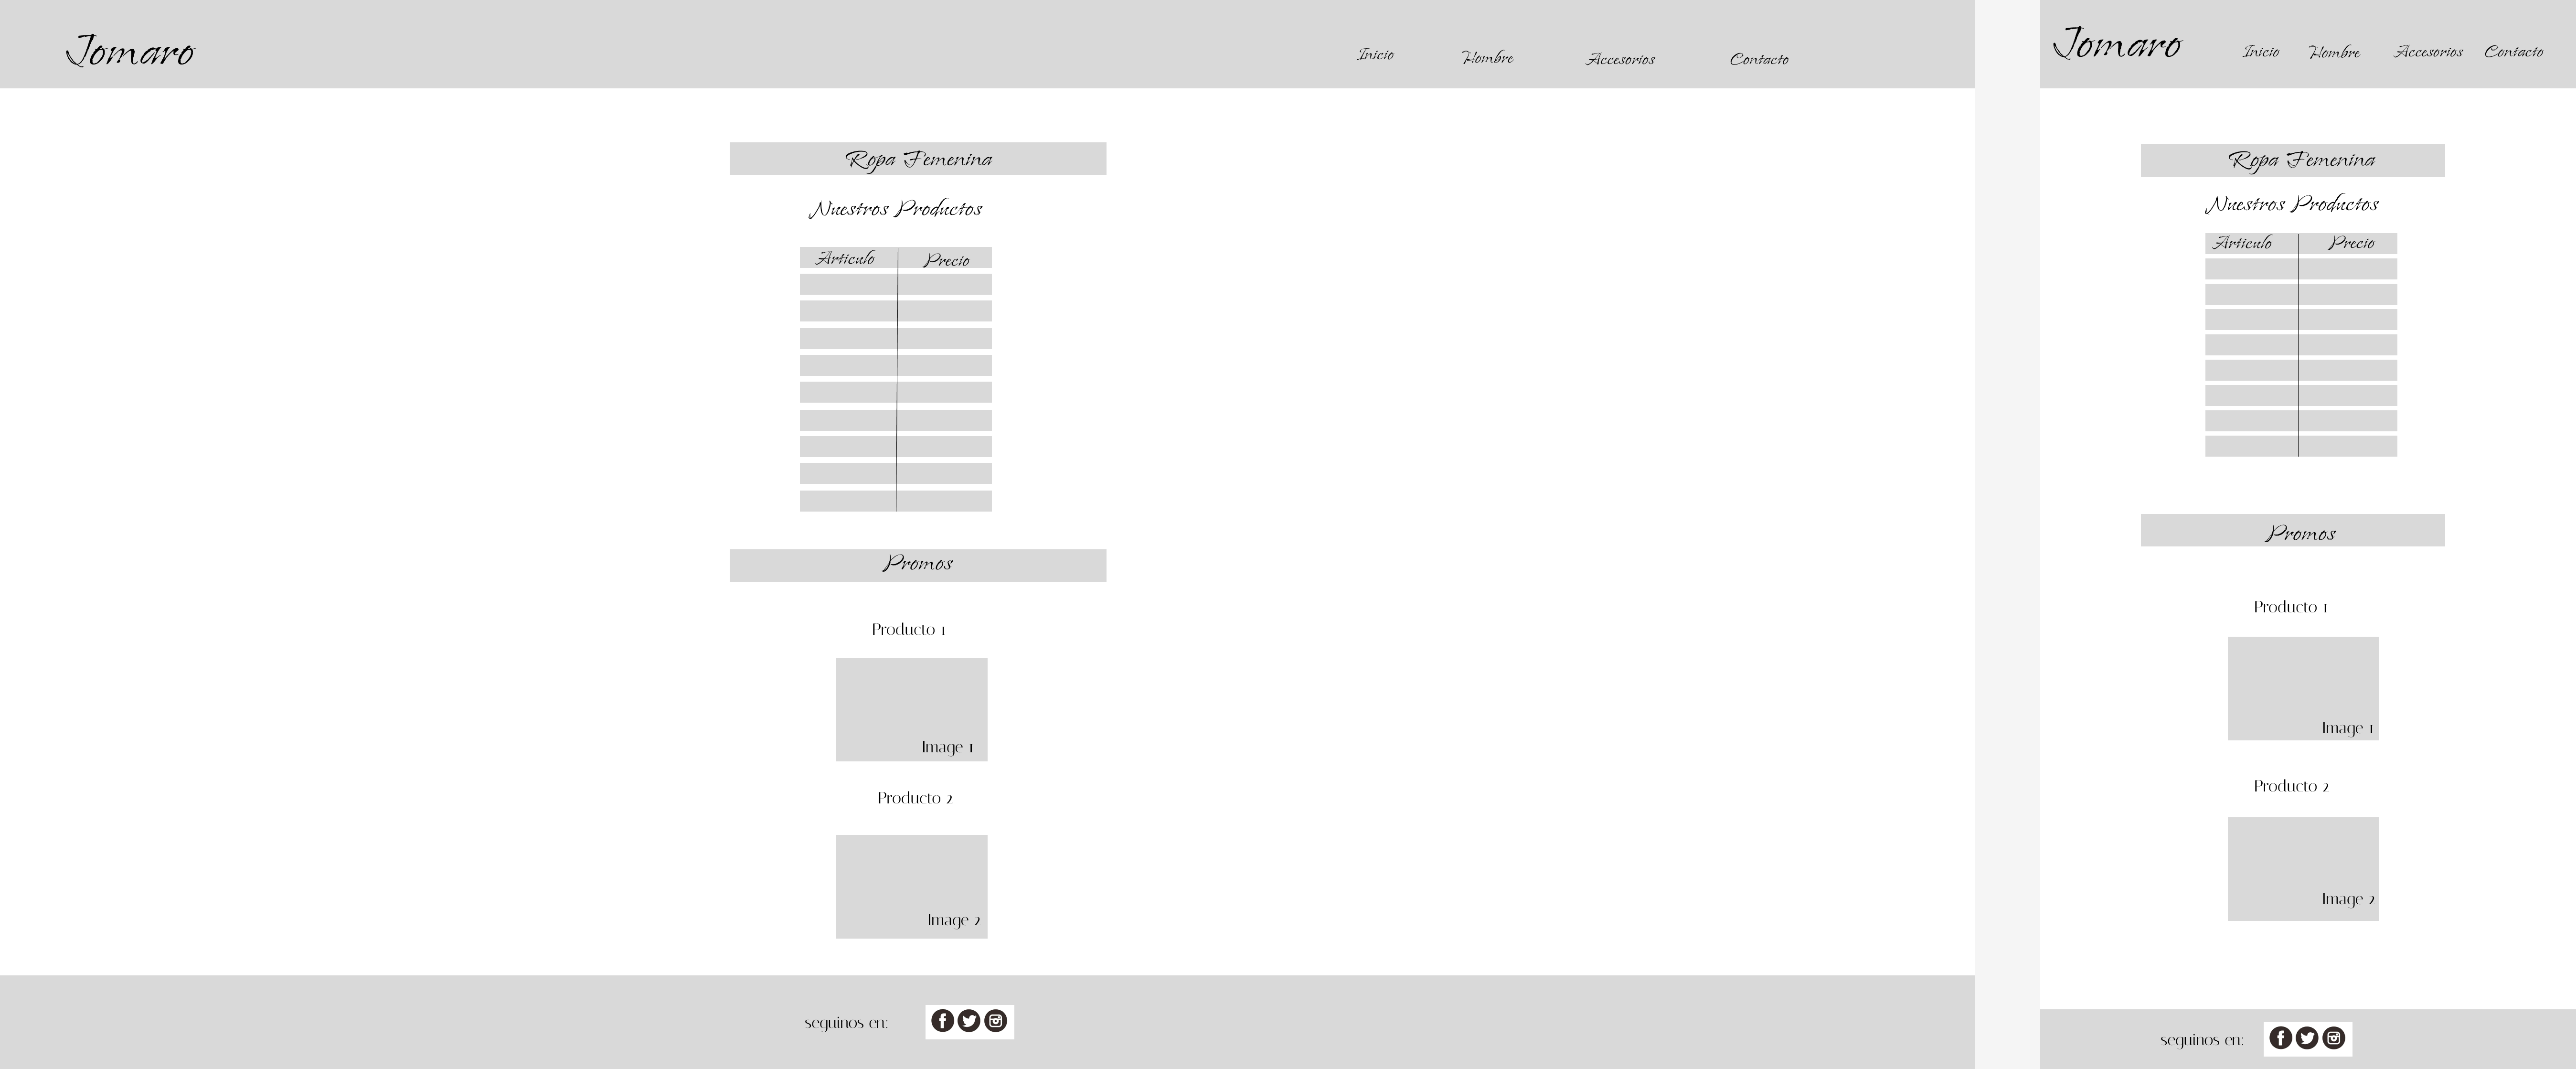 Jomaro
Inicio Hombre Accesorios Contacto
Ropa Femenina
Nuestros Productos
Articulo Precio
Promos
Producto 1
Image 1
Producto 2
Image 2
seguinos en:
Jomaro
Inicio Hombre Accesorios Contacto
Ropa Femenina
Nuestros Productos
Articulo Precio
Promos
Producto 1
Image 1
Producto 2
Image 2
seguinos en: